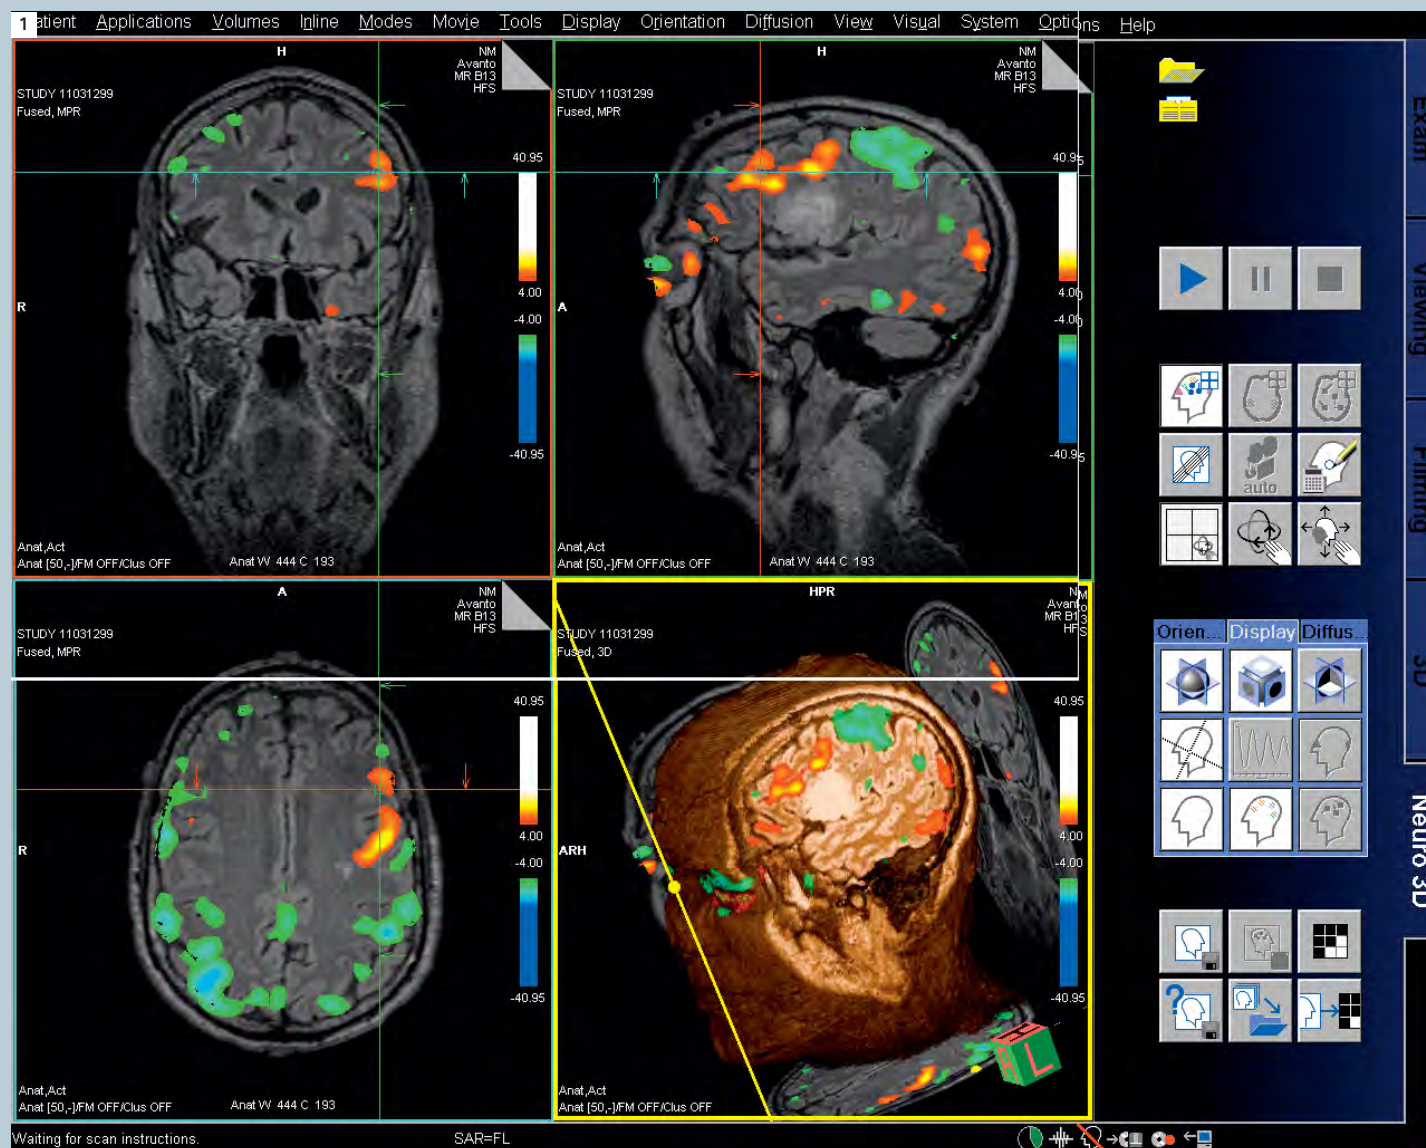 1
atient Applications Volumes Inline Modes Movie Tools Display Orientation Diffusion View Visual System Options Help
H
NM
Avanto
MR B13
HFS
STUDY 11031299
Fused, MPR
40.95
4.00
-4.00
-40.95
R
Anat,Act
Anat [50,-]/FM OFF/Clus OFF
Anat W 444 C 193
H
NM
Avanto
MR B13
HFS
STUDY 11031299
Fused, MPR
40.95
4.00
-4.00
-40.95
A
Anat,Act
Anat [50,-]/FM OFF/Clus OFF
Anat W 444 C 193
A
NM
Avanto
MR B13
HFS
STUDY 11031299
Fused, MPR
40.95
4.00
-4.00
-40.95
R
Anat,Act
Anat [50,-]/FM OFF/Clus OFF
Anat W 444 C 193
HPR
NM
Avanto
MR B13
HFS
STUDY 11031299
Fused, 3D
40.95
4.00
-4.00
-40.95
ARH
Anat,Act
Anat [50,-]/FM OFF/Clus OFF
H
L
auto
Orien... Display Diffus...
?
Exam
Viewing
Filming
3D
Neuro 3D
Waiting for scan instructions.
SAR=FL